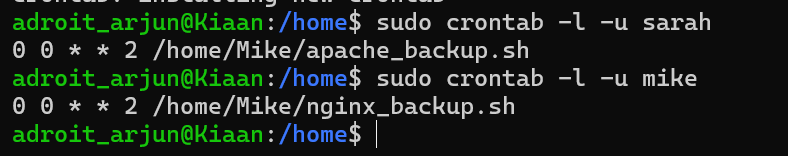 crontab: installing new crontab
adroit_arjun@Kiaan:/home$ sudo crontab -l -u sarah
0 0 * * 2 /home/Mike/apache_backup.sh
adroit_arjun@Kiaan:/home$ sudo crontab -l -u mike
0 0 * * 2 /home/Mike/nginx_backup.sh
adroit_arjun@Kiaan:/home$